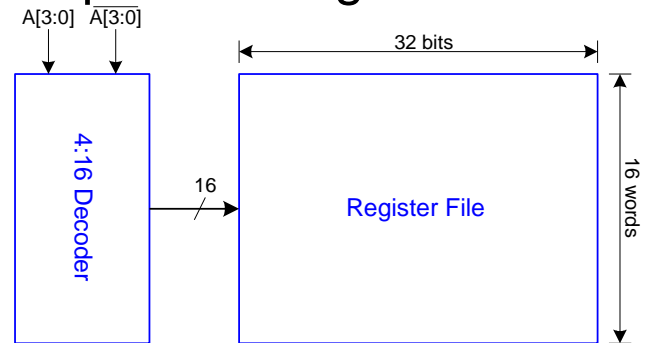 A[3:0] A̅[̅3̅:̅0̅]̅
32 bits
4:16 Decoder
16
Register File
16 words